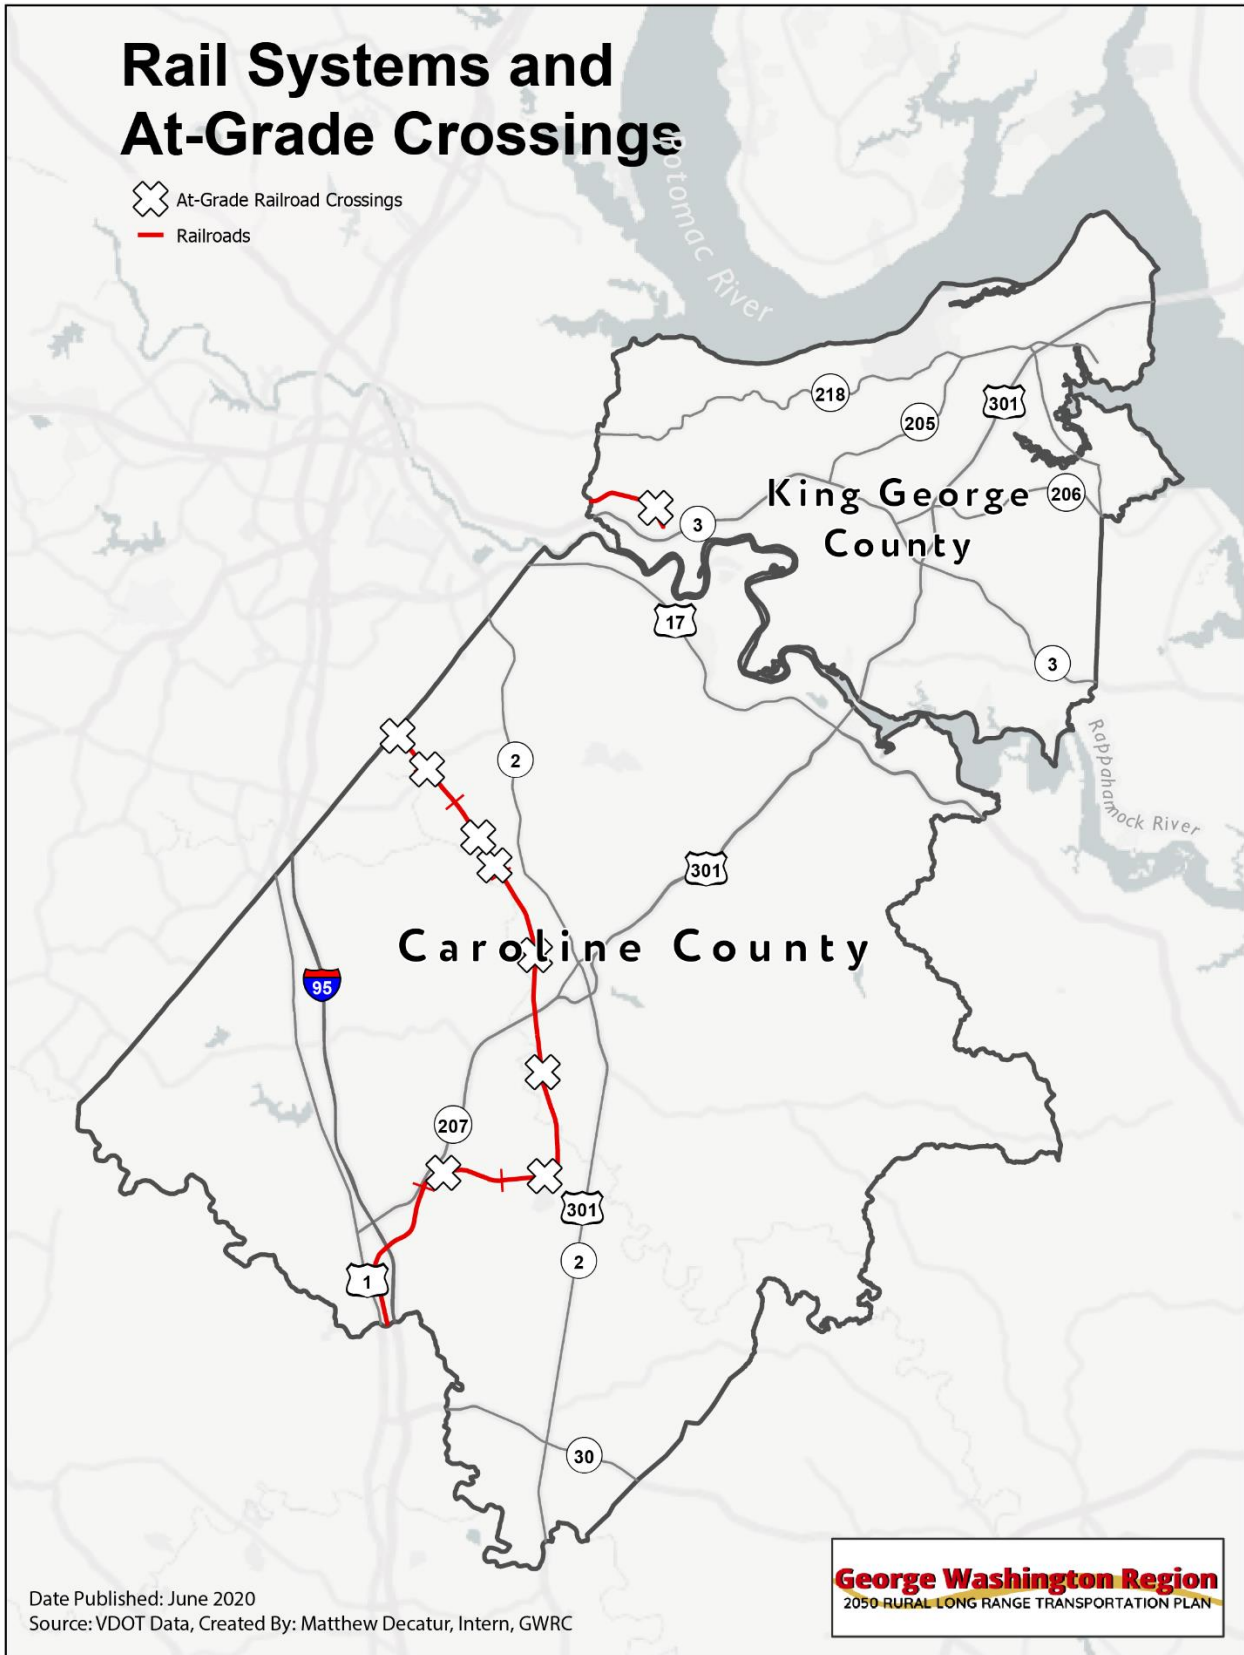 Rail Systems and
At-Grade Crossings
At-Grade Railroad Crossings
Railroads
Potomac River
218
301
205
King George
County
206
3
17
3
2
Rappahannock River
301
Caroline County
95
207
301
2
1
30
Date Published: June 2020
Source: VDOT Data, Created By: Matthew Decatur, Intern, GWRC
George Washington Region
2050 RURAL LONG RANGE TRANSPORTATION PLAN